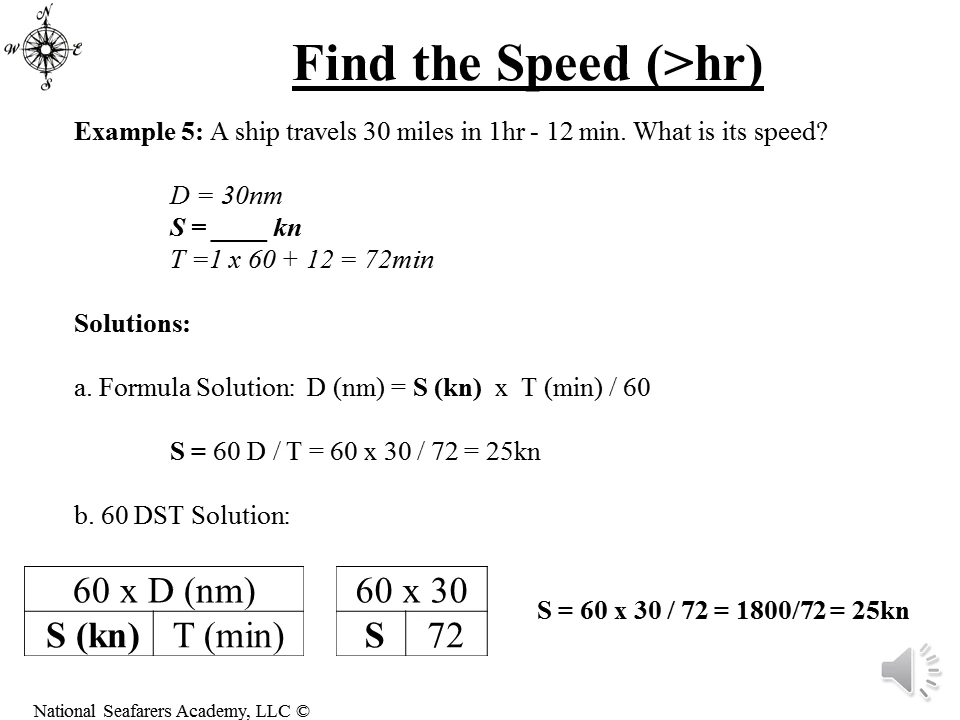 N
W E
S
Find the Speed (>hr)
Example 5: A ship travels 30 miles in 1hr - 12 min. What is its speed?
D = 30nm
S = ____ kn
T =1 x 60 + 12 = 72min
Solutions:
a. Formula Solution: D (nm) = S (kn) x T (min) / 60
S = 60 D / T = 60 x 30 / 72 = 25kn
b. 60 DST Solution:
60 x D (nm)
S (kn) T (min)
60 x 30
S 72
S = 60 x 30 / 72 = 1800/72 = 25kn
National Seafarers Academy, LLC ©